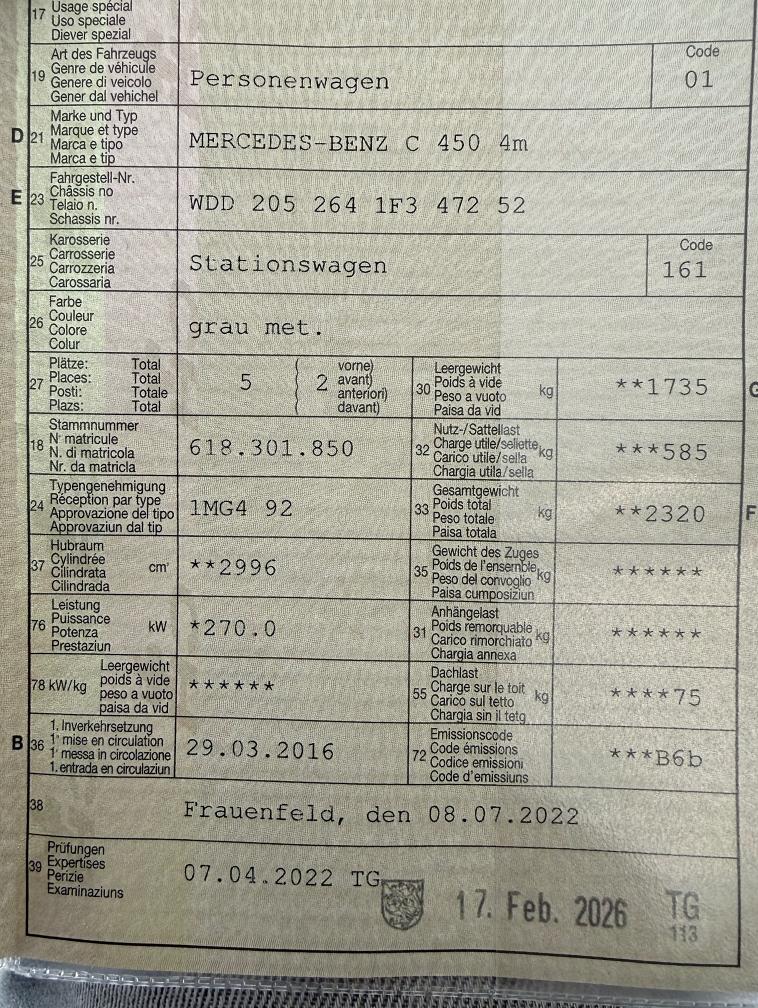 17 Usage spécial
Uso speciale
Diever spezial
19 Art des Fahrzeugs
Genre de véhicule
Genere di veicolo
Gener dal vehichel
Personenwagen
Code
01
D 21 Marke und Typ
Marque et type
Marca e tipo
Marca e tip
MERCEDES-BENZ C 450 4m
E 23 Fahrgestell-Nr.
Châssis no
Telaio n.
Schassis nr.
WDD 205 264 1F3 472 52
25 Karosserie
Carrosserie
Carrozzeria
Carossaria
Stationswagen
Code
161
26 Farbe
Couleur
Colore
Colur
grau met.
27 Plätze: Total
Places: Total
Posti: Totale
Plazs: Total
5 ( 2 vorne)
avant)
anteriori)
davant)
30 Leergewicht
Poids à vide
Peso a vuoto
Paisa da vid
kg
**1735
G
18 Stammnummer
N° matricule
N. di matricola
Nr. da matricla
618.301.850
32 Nutz-/Sattellast
Charge utile/sellette
Carico utile/sella
Chargia utila/sella
kg
***585
24 Typengenehmigung
Réception par type
Approvazione del tipo
Approvaziun dal tip
1MG4 92
33 Gesamtgewicht
Poids total
Peso totale
Paisa totala
kg
**2320
F
37 Hubraum
Cylindrée
Cilindrata
Cilindrada
cm³
**2996
35 Gewicht des Zuges
Poids de l'ensemble
Peso del convoglio
Paisa cumposiziun
kg
******
76 Leistung
Puissance
Potenza
Prestaziun
kW
*270.0
31 Anhängelast
Poids remorquable
Carico rimorchiato
Chargia annexa
kg
******
78 kW/kg Leergewicht
poids à vide
peso a vuoto
paisa da vid
******
55 Dachlast
Charge sur le toit
Carico sul tetto
Chargia sin il tetg
kg
****75
B 36 1. Inverkehrsetzung
1° mise en circulation
1° messa in circolazione
1. entrada en circulaziun
29.03.2016
72 Emissionscode
Code émissions
Codice emissioni
Code d'emissiuns
***B6b
38
Frauenfeld, den 08.07.2022
39 Prüfungen
Expertises
Perizie
Examinaziuns
07.04.2022 TG
17. Feb. 2026 TG
113